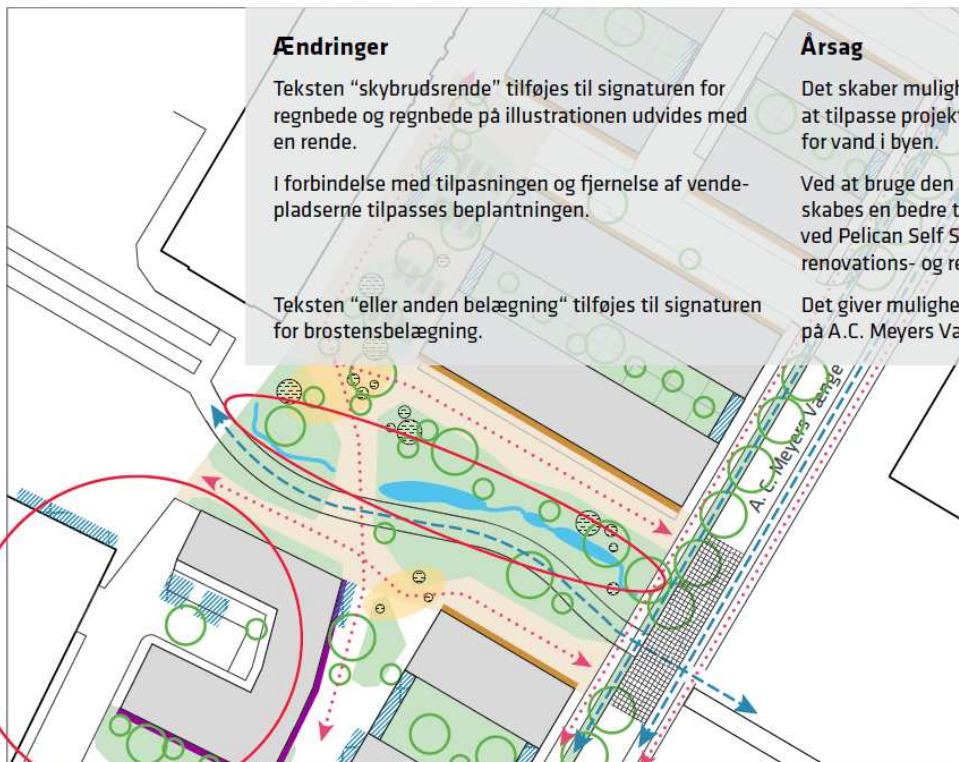 Ændringer
Teksten “skybrudsrende” tilføjes til signaturen for
regnbede og regnbede på illustrationen udvides med
en rende.
I forbindelse med tilpasningen og fjernelse af vende-
pladserne tilpasses beplantningen.
Teksten “eller anden belægning“ tilføjes til signaturen
for brostensbelægning.
Årsag
Det skaber muligh
at tilpasse projekt
for vand i byen.
Ved at bruge den
skabes en bedre t
ved Pelican Self S
renovations- og re
Det giver mulighe
på A.C. Meyers Va
A. C. Meyers Vænge